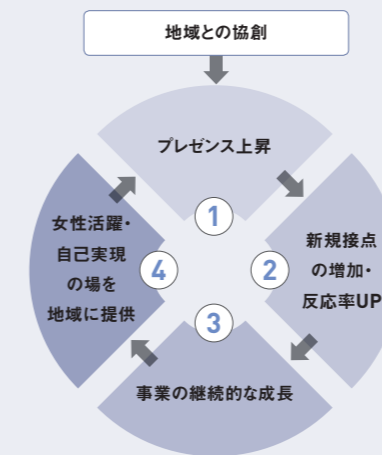 地域との協創
プレゼンス上昇
1
新規接点
の増加・
反応率UP
2
3
事業の継続的な成長
女性活躍・
自己実現
の場を
地域に提供
4